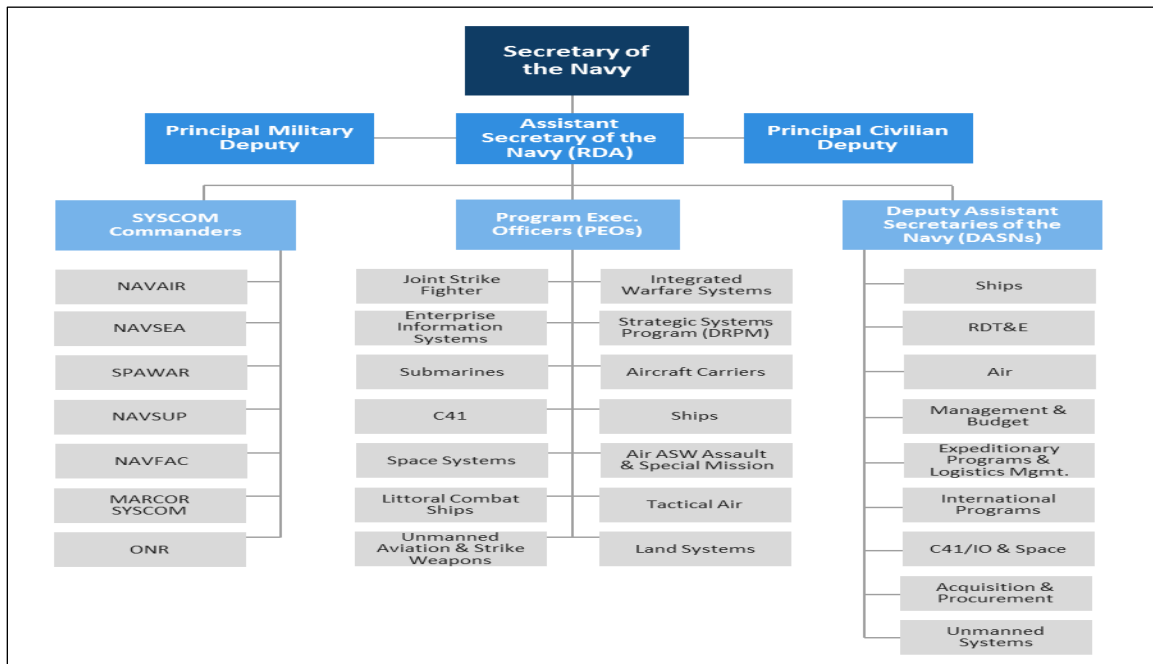 Secretary of
the Navy
Principal Military
Deputy
Assistant
Secretary of the
Navy (RDA)
Principal Civilian
Deputy
SYSCOM
Commanders
NAVAIR
NAVSEA
SPAWAR
NAVSUP
NAVFAC
MARCOR
SYSCOM
ONR
Program Exec.
Officers (PEOs)
Joint Strike
Fighter
Enterprise
Information
Systems
Submarines
C41
Space Systems
Littoral Combat
Ships
Unmanned
Aviation & Strike
Weapons
Integrated
Warfare Systems
Strategic Systems
Program (DRPM)
Aircraft Carriers
Ships
Air ASW Assault
& Special Mission
Tactical Air
Land Systems
Deputy Assistant
Secretaries of the
Navy (DASNs)
Ships
RDT&E
Air
Management &
Budget
Expeditionary
Programs &
Logistics Mgmt.
International
Programs
C41/IO & Space
Acquisition &
Procurement
Unmanned
Systems